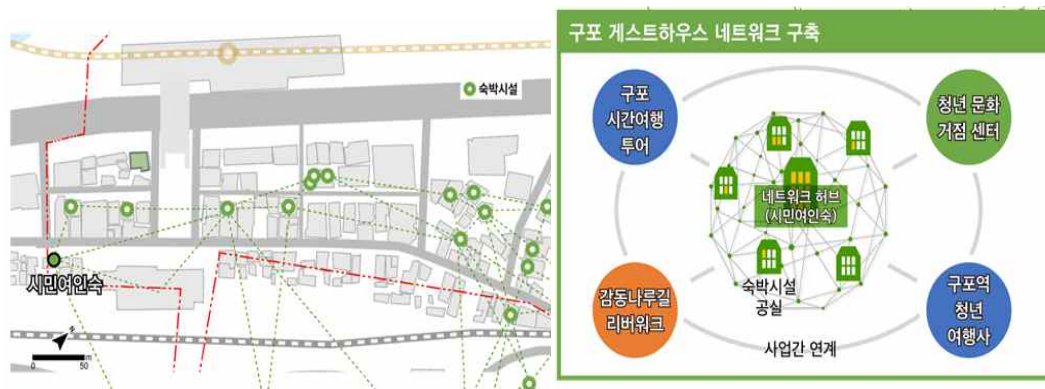 숙박시설
시민여인숙
N
0
50
m
구포 게스트하우스 네트워크 구축
구포
시간여행
투어
청년 문화
거점 센터
네트워크 허브
(시민여인숙)
감동나루길
리버워크
숙박시설
공실
구포역
청년
여행사
사업간 연계